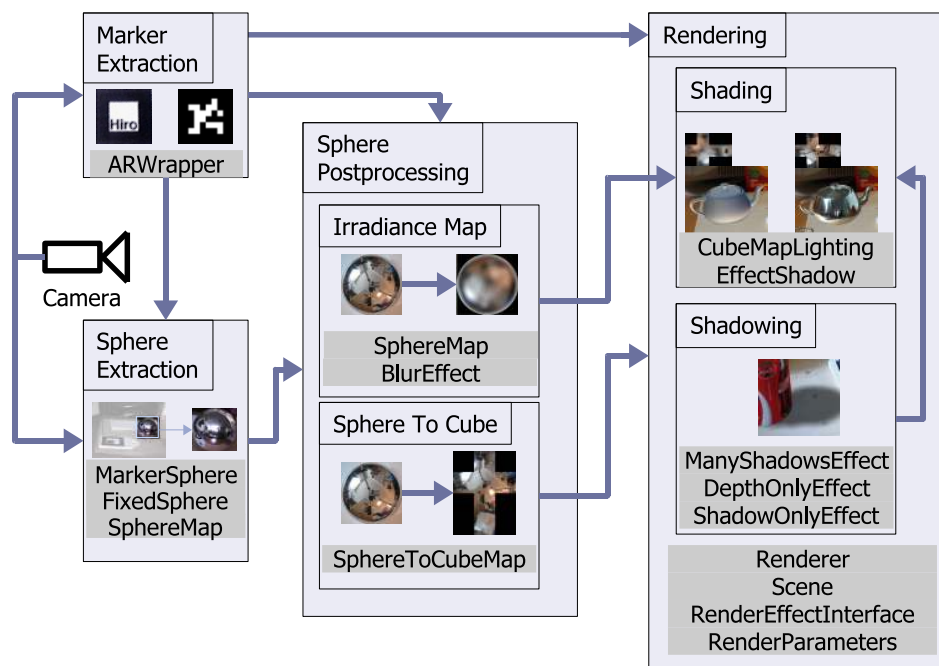 Marker
Extraction
Hiro
ARWrapper
Camera
Sphere
Extraction
MarkerSphere
FixedSphere
SphereMap
Sphere
Postprocessing
Irradiance Map
SphereMap
BlurEffect
Sphere To Cube
SphereToCubeMap
Rendering
Shading
CubeMapLighting
EffectShadow
Shadowing
ManyShadowsEffect
DepthOnlyEffect
ShadowOnlyEffect
Renderer
Scene
RenderEffectInterface
RenderParameters